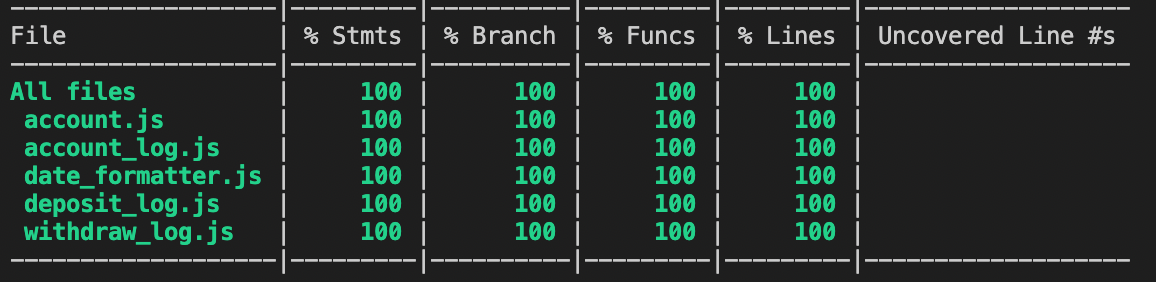 --------------------|---------|----------|---------|---------|-------------------
File                | % Stmts | % Branch | % Funcs | % Lines | Uncovered Line #s
--------------------|---------|----------|---------|---------|-------------------
All files           |     100 |      100 |     100 |     100 |
 account.js         |     100 |      100 |     100 |     100 |
 account_log.js     |     100 |      100 |     100 |     100 |
 date_formatter.js  |     100 |      100 |     100 |     100 |
 deposit_log.js     |     100 |      100 |     100 |     100 |
 withdraw_log.js    |     100 |      100 |     100 |     100 |
--------------------|---------|----------|---------|---------|-------------------